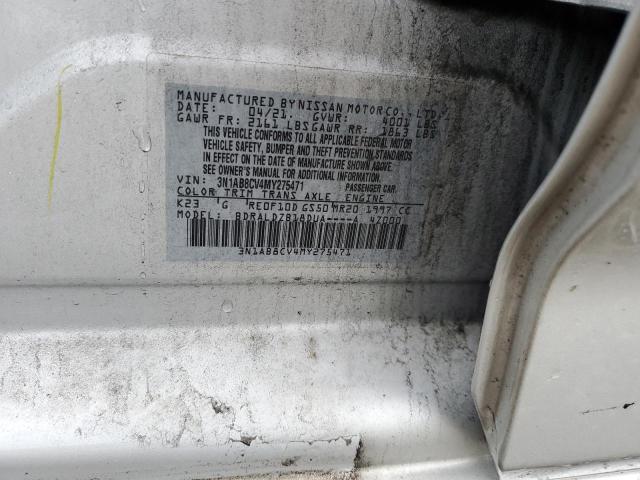 MANUFACTURED BY NISSAN MOTOR CO., LTD.
DATE: 04/21. GVWR: 4001 LBS
GAWR FR: 2161 LBS GAWR RR: 1863 LBS
THIS VEHICLE CONFORMS TO ALL APPLICABLE FEDERAL MOTOR
VEHICLE SAFETY, BUMPER AND THEFT PREVENTION STANDARDS
IN EFFECT ON THE DATE OF MANUFACTURE SHOWN ABOVE.
SEE OWNER'S MANUAL FOR ADDITIONAL INFORMATION.
VIN: 3N1AB8CV4MY275471 PASSENGER CAR.
COLOR TRIM TRANS AXLE ENGINE
K23 G RE0F10D GS50 MR20 1997 CC
MODEL: BDRALDZB18DUA----A 4Z000
3N1AB8CV4MY275471